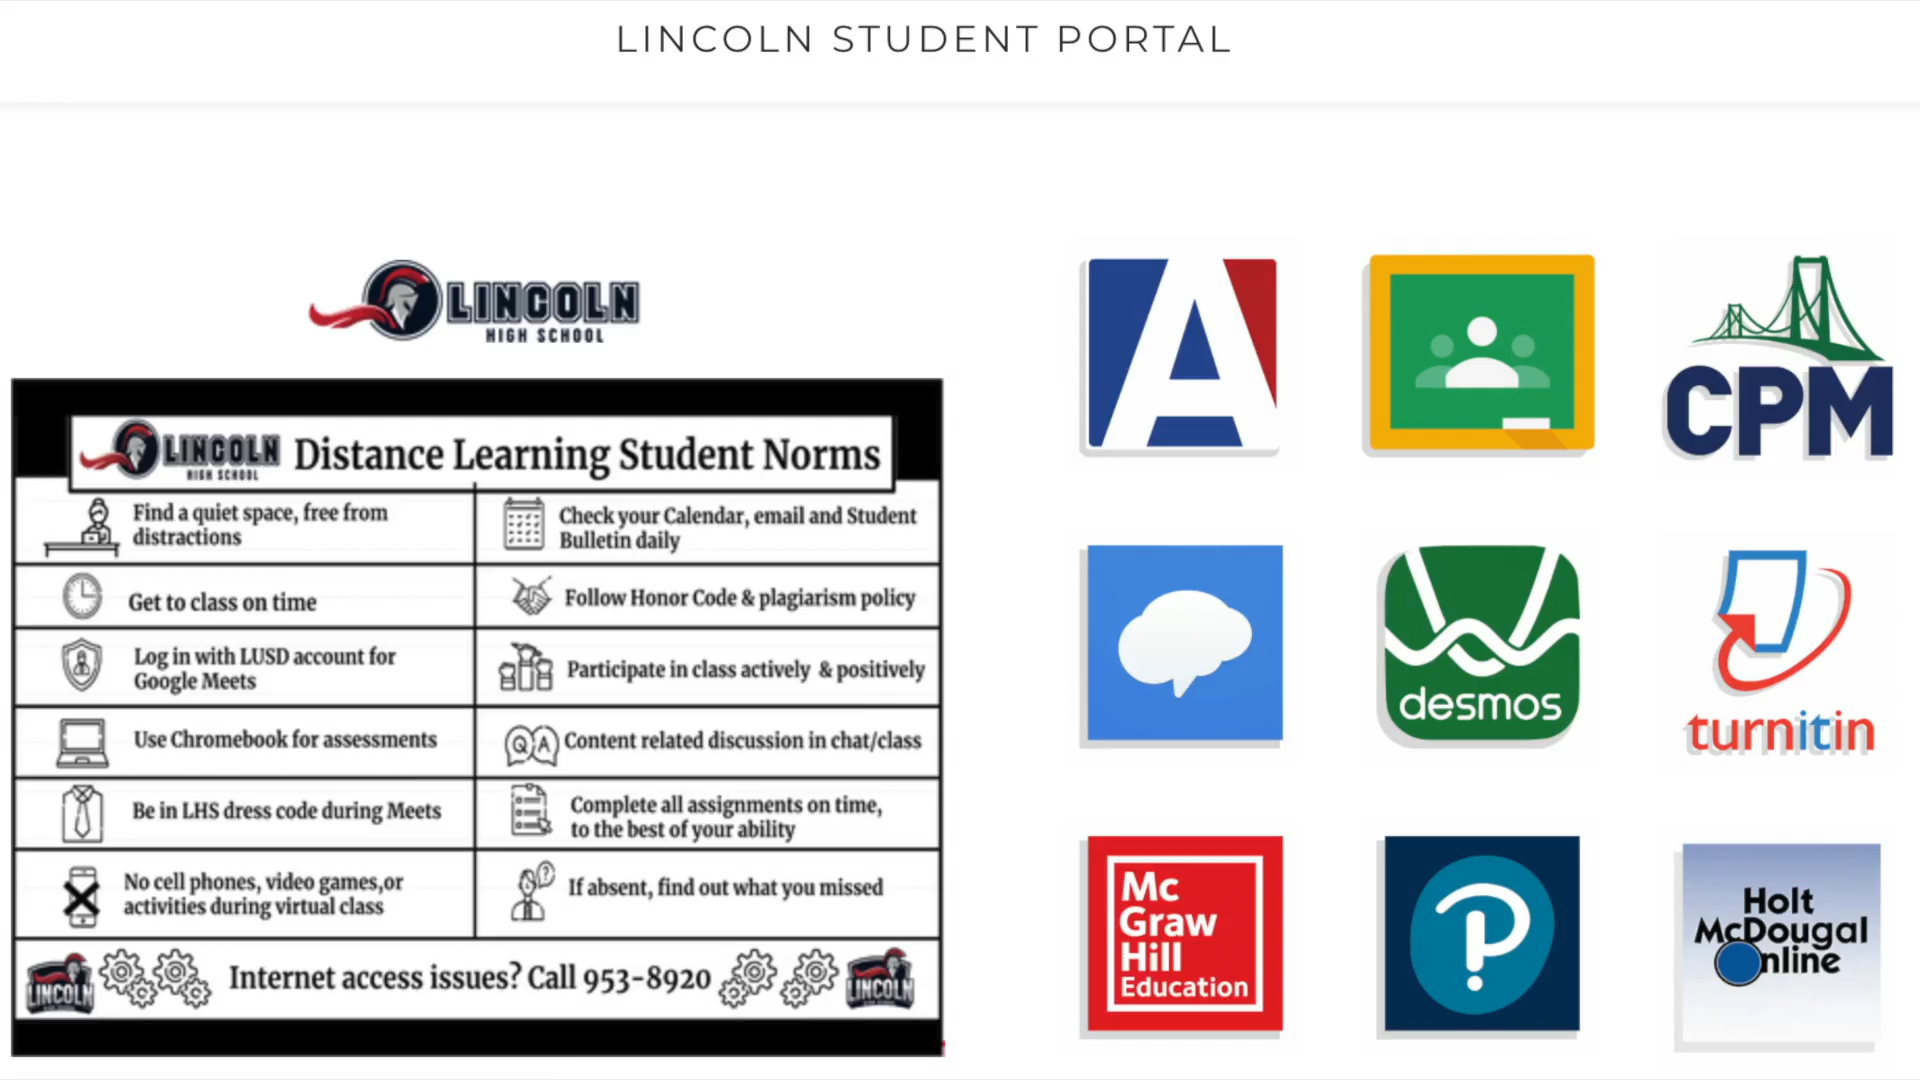 LINCOLN STUDENT PORTAL
LINCOLN
HIGH SCHOOL
LINCOLN
HIGH SCHOOL
Distance Learning Student Norms
Find a quiet space, free from
distractions
Check your Calendar, email and Student
Bulletin daily
Get to class on time
Follow Honor Code & plagiarism policy
Log in with LUSD account for
Google Meets
Participate in class actively & positively
Use Chromebook for assessments
Q A
Content related discussion in chat/class
Be in LHS dress code during Meets
Complete all assignments on time,
to the best of your ability
No cell phones, video games,or
activities during virtual class
?
If absent, find out what you missed
LINCOLN
Internet access issues? Call 953-8920
LINCOLN
A
CPM
desmos
turnitin
Mc
Graw
Hill
Education
P
Holt
McDougal
Online